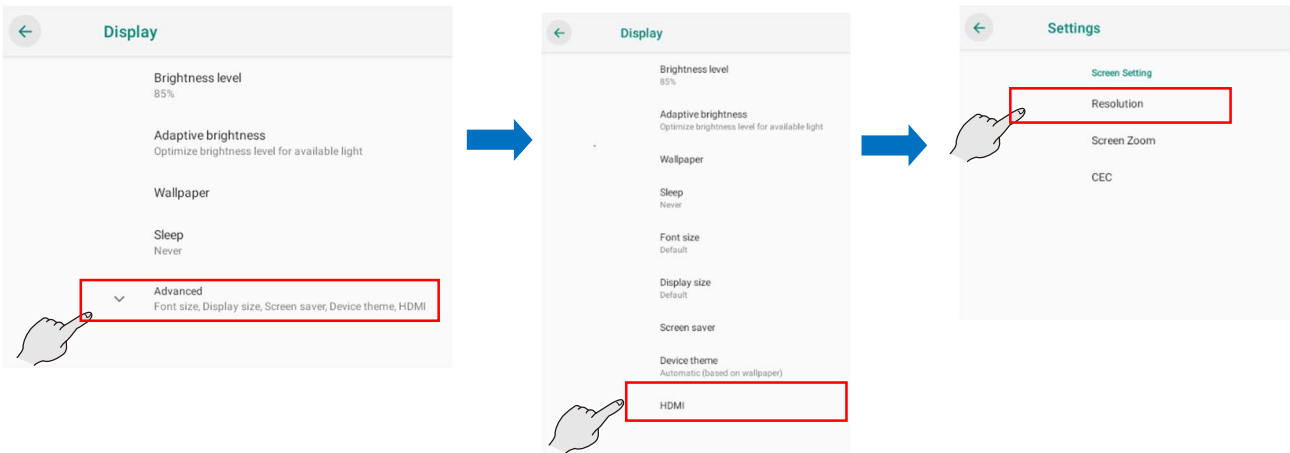 Display
Brightness level
85%
Adaptive brightness
Optimize brightness level for available light
Wallpaper
Sleep
Never
Advanced
Font size, Display size, Screen saver, Device theme, HDMI
Display
Brightness level
85%
Adaptive brightness
Optimize brightness level for available light
Wallpaper
Sleep
Never
Font size
Default
Display size
Default
Screen saver
Device theme
Automatic (based on wallpaper)
HDMI
Settings
Screen Setting
Resolution
Screen Zoom
CEC